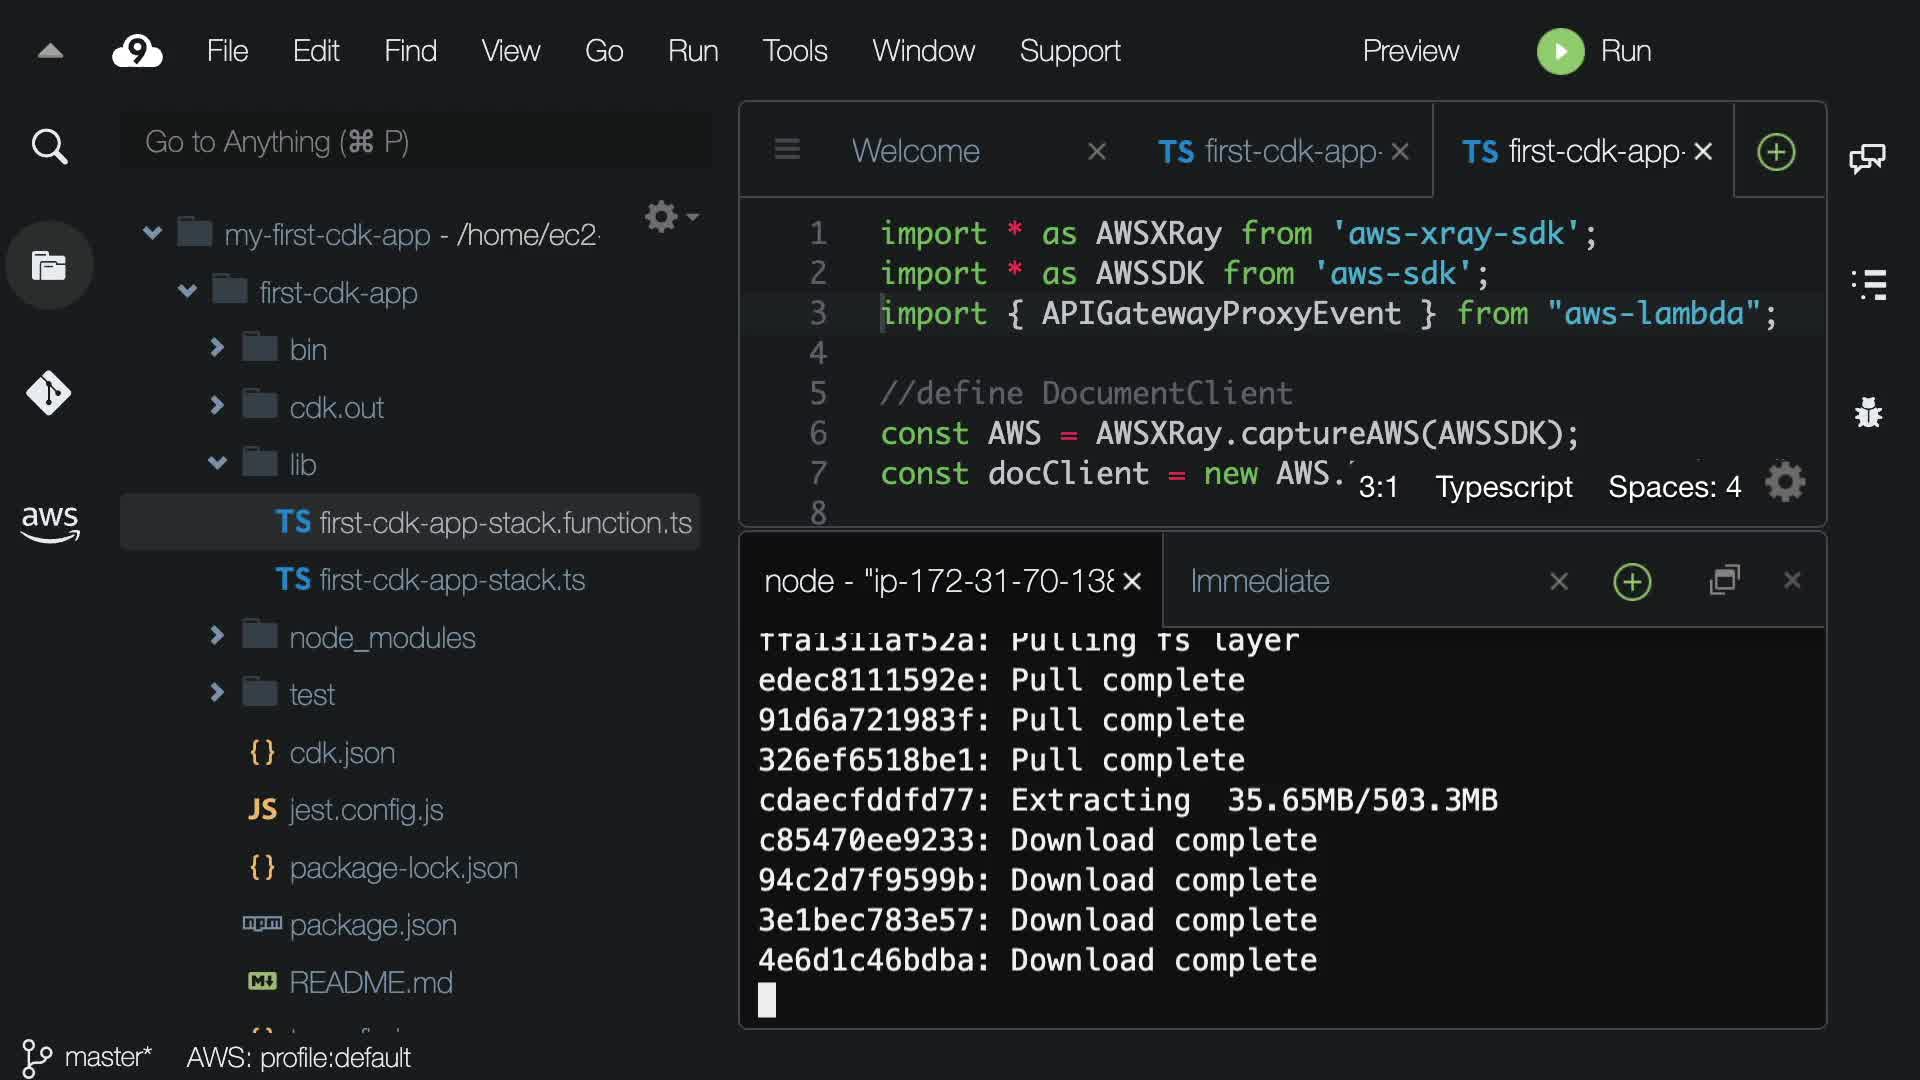 File Edit Find View Go Run Tools Window Support Preview Run
Go to Anything (⌘ P)
my-first-cdk-app - /home/ec2-
first-cdk-app
bin
cdk.out
lib
TS first-cdk-app-stack.function.ts
TS first-cdk-app-stack.ts
node_modules
test
{} cdk.json
JS jest.config.js
{} package-lock.json
package.json
README.md
aws
master* AWS: profile:default
Welcome TS first-cdk-app- TS first-cdk-app-
1 import * as AWSXRay from 'aws-xray-sdk';
2 import * as AWSSDK from 'aws-sdk';
3 import { APIGatewayProxyEvent } from "aws-lambda";
4
5 //define DocumentClient
6 const AWS = AWSXRay.captureAWS(AWSSDK);
7 const docClient = new AWS.
8
3:1 Typescript Spaces: 4
node - "ip-172-31-70-138 Immediate
ffa1311af52a: Pulling fs layer
edec8111592e: Pull complete
91d6a721983f: Pull complete
326ef6518be1: Pull complete
cdaecfddfd77: Extracting 35.65MB/503.3MB
c85470ee9233: Download complete
94c2d7f9599b: Download complete
3e1bec783e57: Download complete
4e6d1c46bdba: Download complete